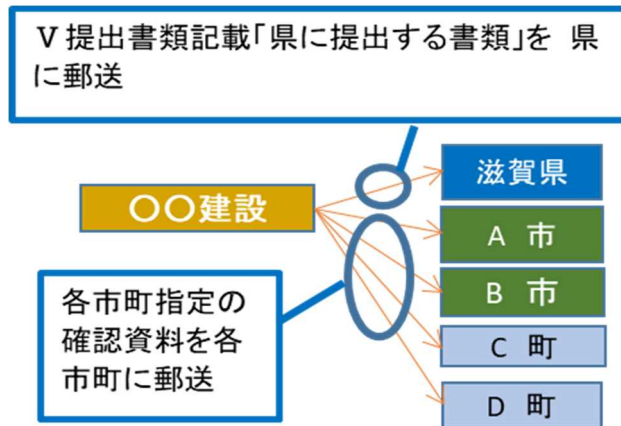 Ⅴ提出書類記載「県に提出する書類」を 県
に郵送
滋賀県
〇〇建設
A 市
B 市
各市町指定の
確認資料を各
市町に郵送
C 町
D 町